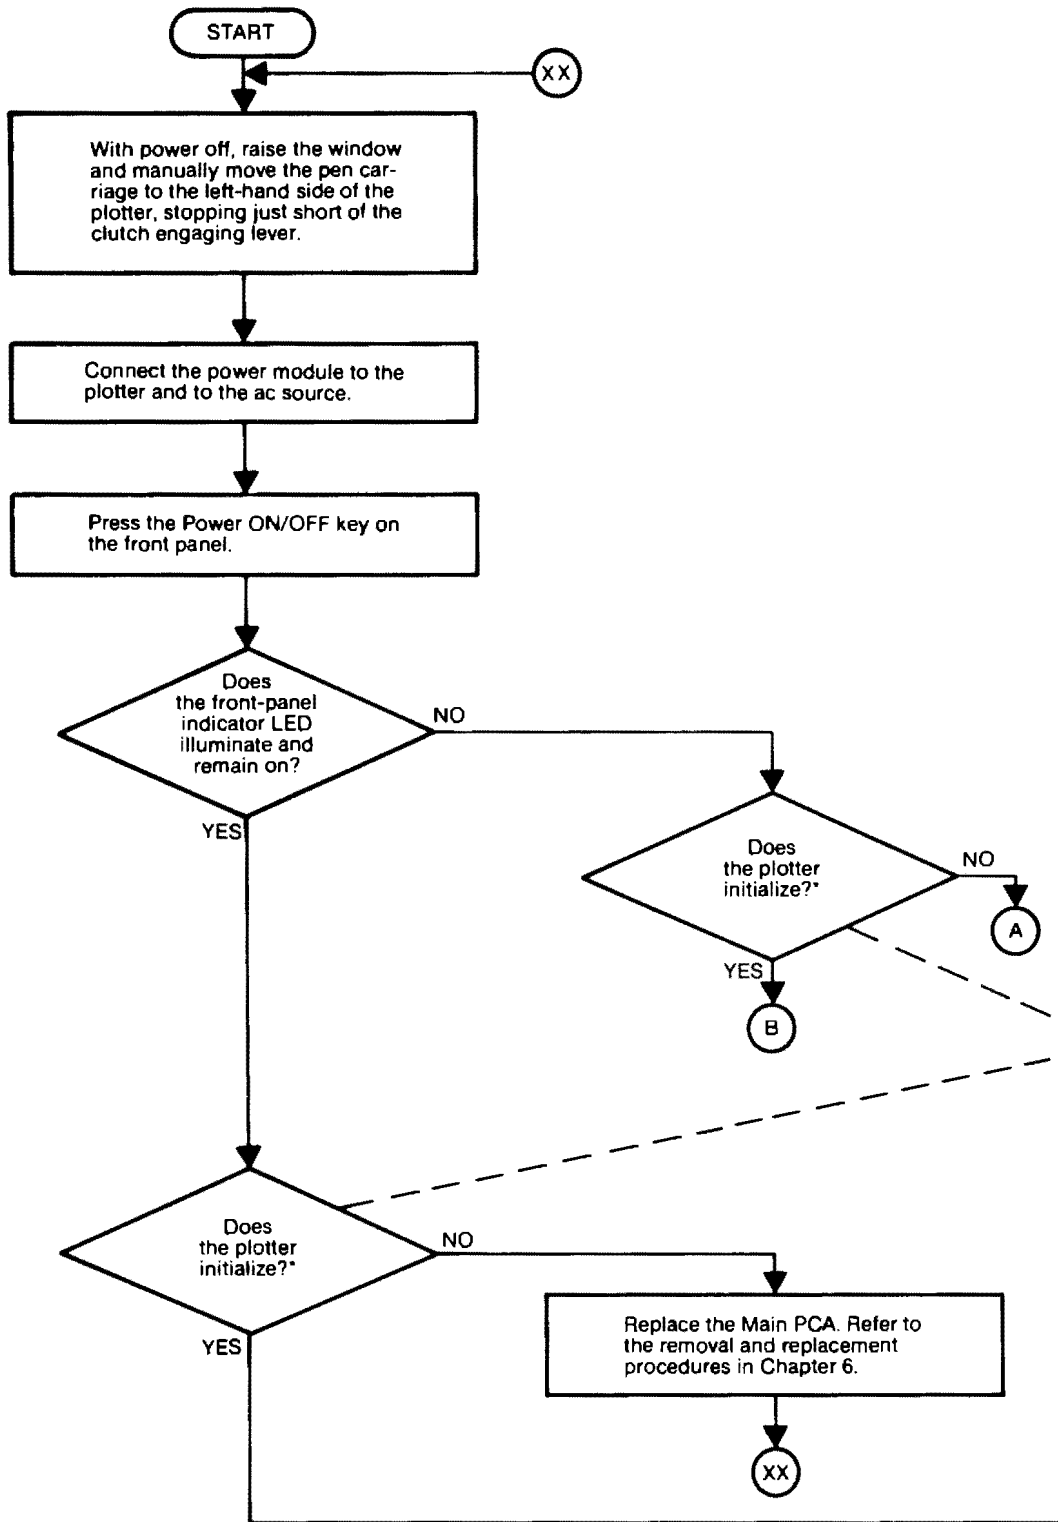 START
XX
With power off, raise the window
and manually move the pen car-
riage to the left-hand side of the
plotter, stopping just short of the
clutch engaging lever.
Connect the power module to the
plotter and to the ac source.
Press the Power ON/OFF key on
the front panel.
Does
the front-panel
indicator LED
illuminate and
remain on?
NO
YES
Does
the plotter
initialize?*
NO
A
YES
B
Does
the plotter
initialize?*
NO
YES
Replace the Main PCA. Refer to
the removal and replacement
procedures in Chapter 6.
XX